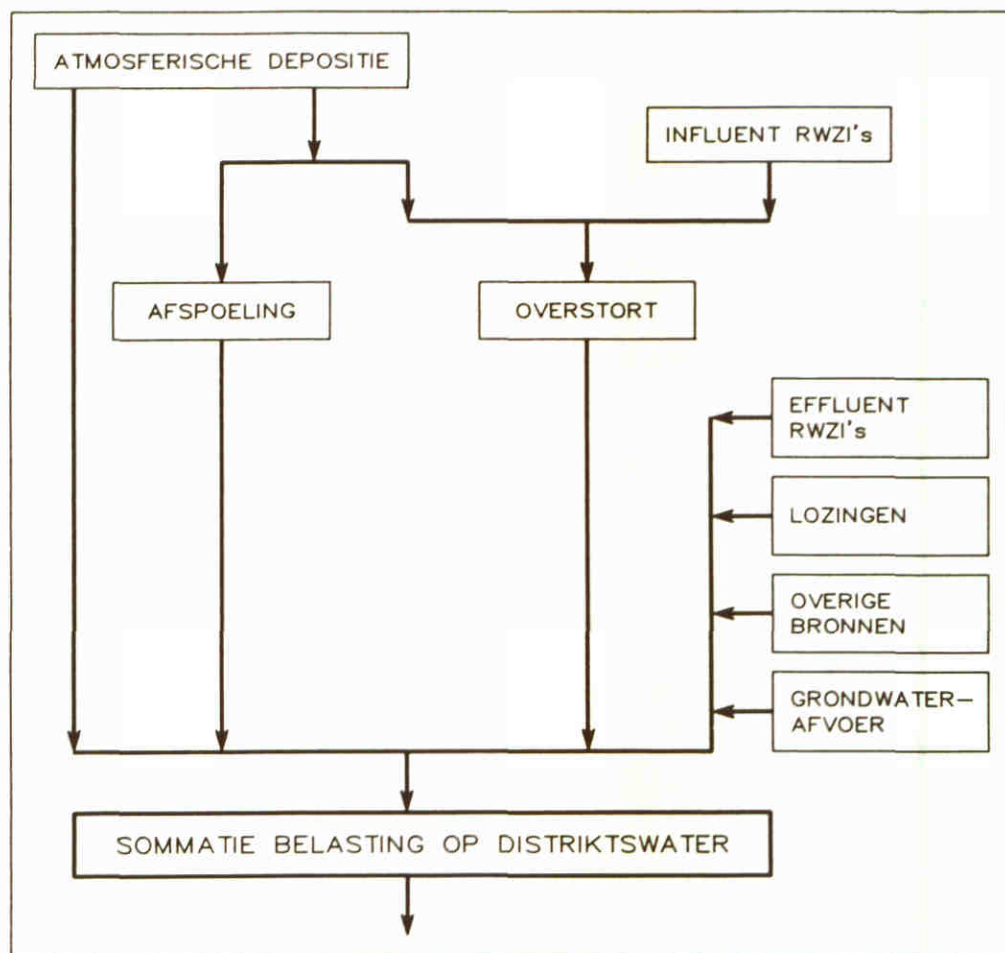 ATMOSFERISCHE DEPOSITIE
INFLUENT RWZI's
AFSPOELING
OVERSTORT
EFFLUENT
RWZI's
LOZINGEN
OVERIGE
BRONNEN
GRONDWATER-
AFVOER
SOMMATIE BELASTING OP DISTRIKTSWATER